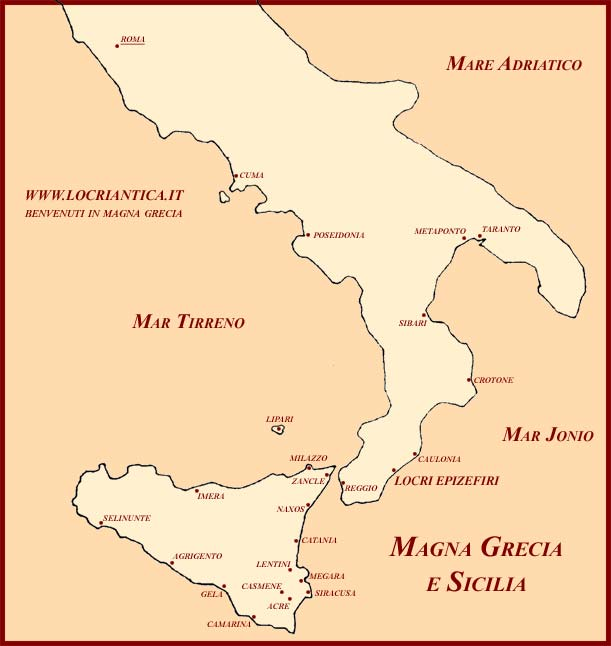 ROMA
MARE ADRIATICO
CUMA
WWW.LOCRIANTICA.IT
BENVENUTI IN MAGNA GRECIA
POSEIDONIA
METAPONTO
TARANTO
MAR TIRRENO
SIBARI
CROTONE
LIPARI
MAR JONIO
MILAZZO
CAULONIA
ZANCLE
REGGIO
LOCRI EPIZEFIRI
IMERA
NAXOS
SELINUNTE
CATANIA
MAGNA GRECIA
E SICILIA
AGRIGENTO
LENTINI
MEGARA
CASMENE
GELA
SIRACUSA
ACRE
CAMARINA